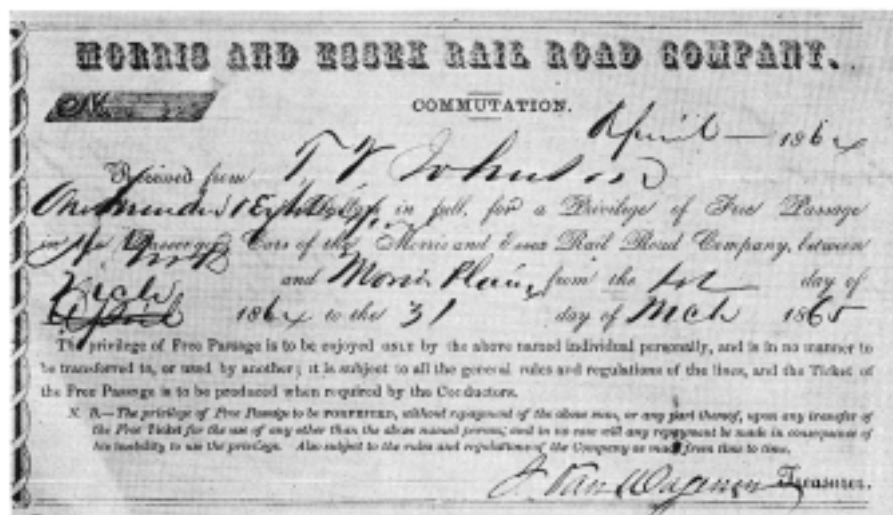 MORRIS AND ESSEX RAIL ROAD COMPANY.
COMMUTATION.
April 1864
Received from T V Johnson
One Hundred & Eighty in full, for a Privilege of Free Passage
in the Passenger Cars of the Morris and Essex Rail Road Company, between
and Morris Plains from the 1st day of
April 1864 to the 31 day of Mch 1865
The privilege of Free Passage is to be enjoyed ONLY by the above named individual personally, and is in no manner to
be transferred to, or used by another; it is subject to all the general rules and regulations of the lines, and the Ticket of
the Free Passage is to be produced when required by the Conductors.
N. B.—The privilege of Free Passage to be FORFEITED, without repayment of the above sum, or any part thereof, upon any transfer of
the Free Ticket for the use of any other than the above named person; and in no case will any repayment be made in consequence of
his inability to use the privilege. Also subject to the rules and regulations of the Company as made from time to time.
J. Van Wagenen Treasurer.